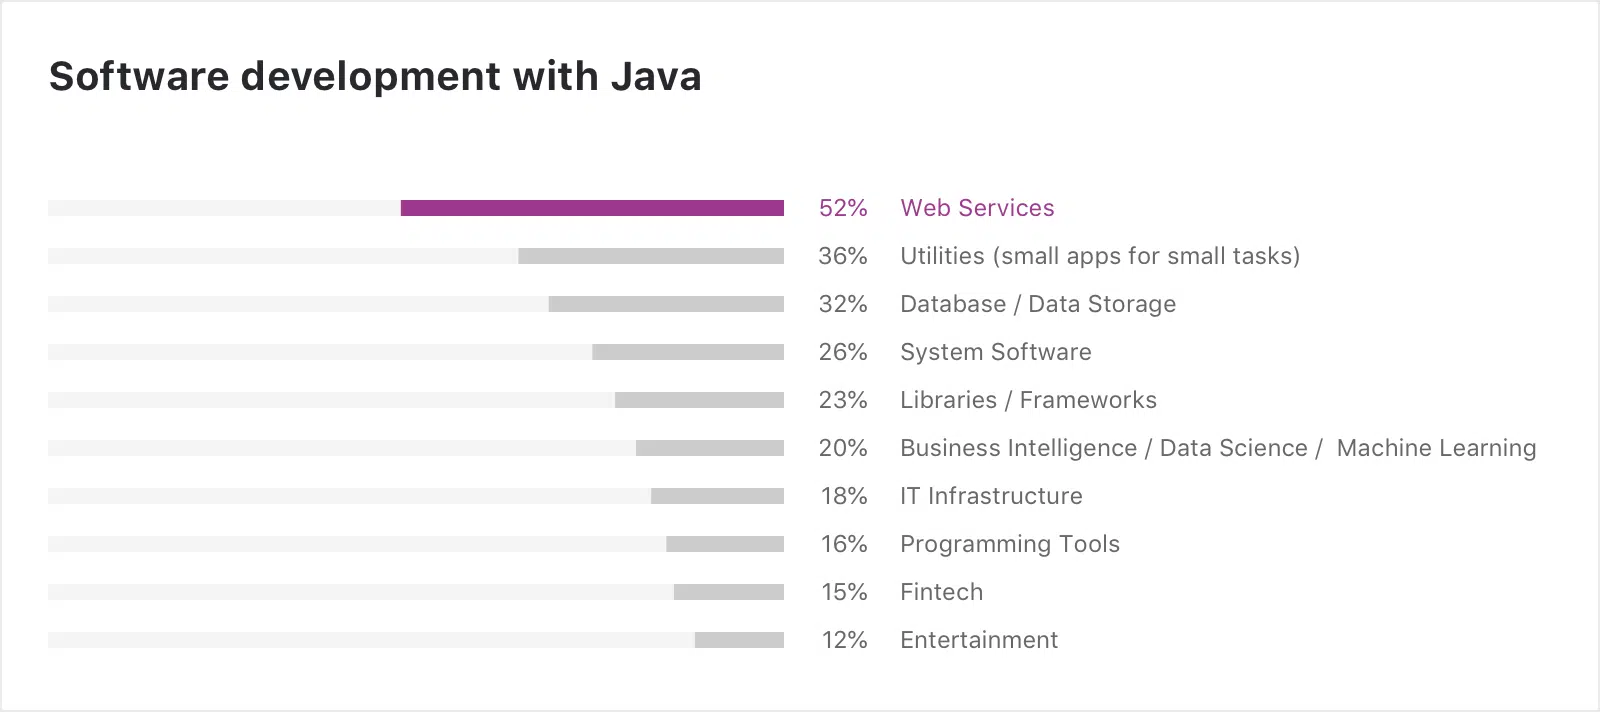 Software development with Java
52% Web Services
36% Utilities (small apps for small tasks)
32% Database / Data Storage
26% System Software
23% Libraries / Frameworks
20% Business Intelligence / Data Science /  Machine Learning
18% IT Infrastructure
16% Programming Tools
15% Fintech
12% Entertainment